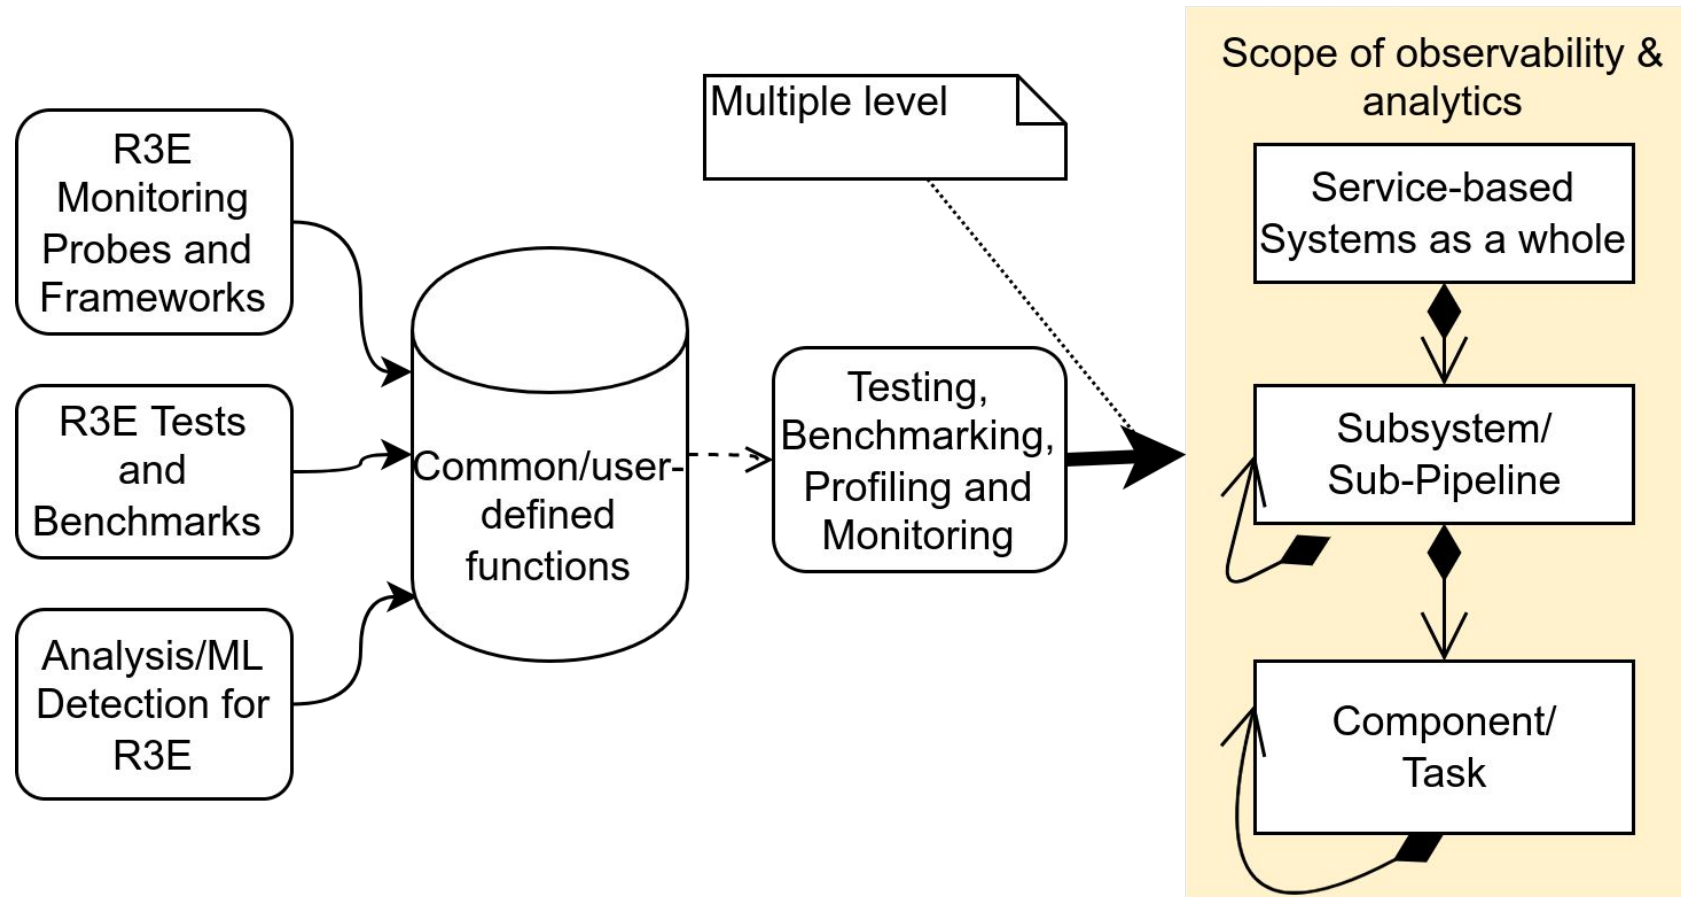 R3E
Monitoring
Probes and
Frameworks
R3E Tests
and
Benchmarks
Analysis/ML
Detection for
R3E
Common/user-
defined
functions
Multiple level
Testing,
Benchmarking,
Profiling and
Monitoring
Scope of observability &
analytics
Service-based
Systems as a whole
Subsystem/
Sub-Pipeline
Component/
Task